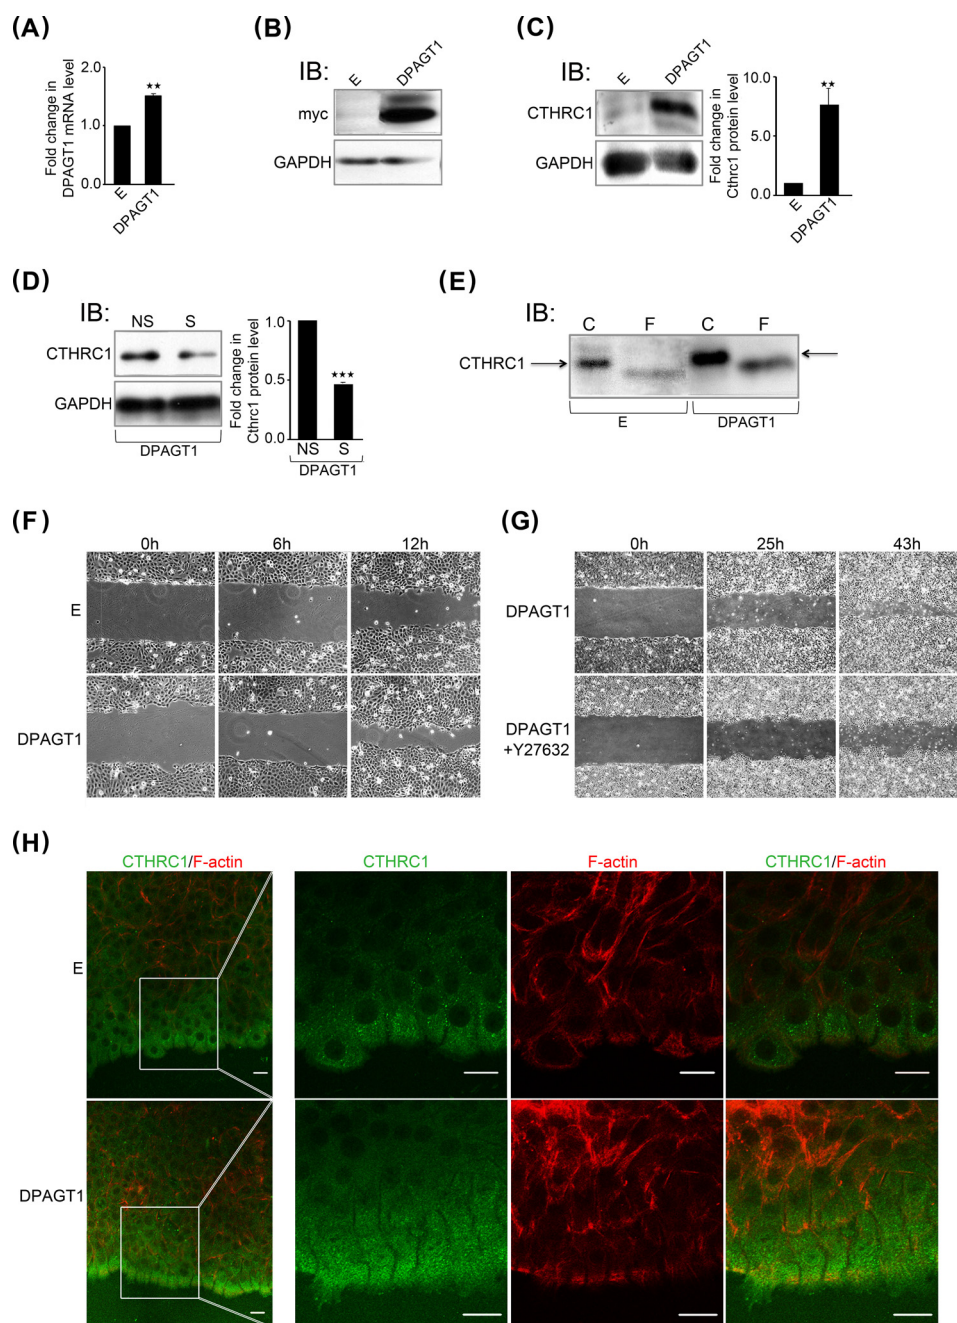 (A)
Fold change in
DPAGT1 mRNA level
2.0
1.0
0.0
★★
E
DPAGT1
(B)
IB:
E
DPAGT1
myc
GAPDH
(C)
IB:
E
DPAGT1
CTHRC1
GAPDH
Fold change in
Cthrc1 protein level
10.0
5.0
0.0
★★
E
DPAGT1
(D)
IB:
NS
S
CTHRC1
GAPDH
DPAGT1
Fold change in
Cthrc1 protein level
1.0
0.5
0.0
★★★
NS
S
DPAGT1
(E)
IB:
C
F
C
F
CTHRC1
E
DPAGT1
(F)
0h
6h
12h
E
DPAGT1
(G)
0h
25h
43h
DPAGT1
DPAGT1
+Y27632
(H)
CTHRC1/F-actin
CTHRC1
F-actin
CTHRC1/F-actin
E
DPAGT1